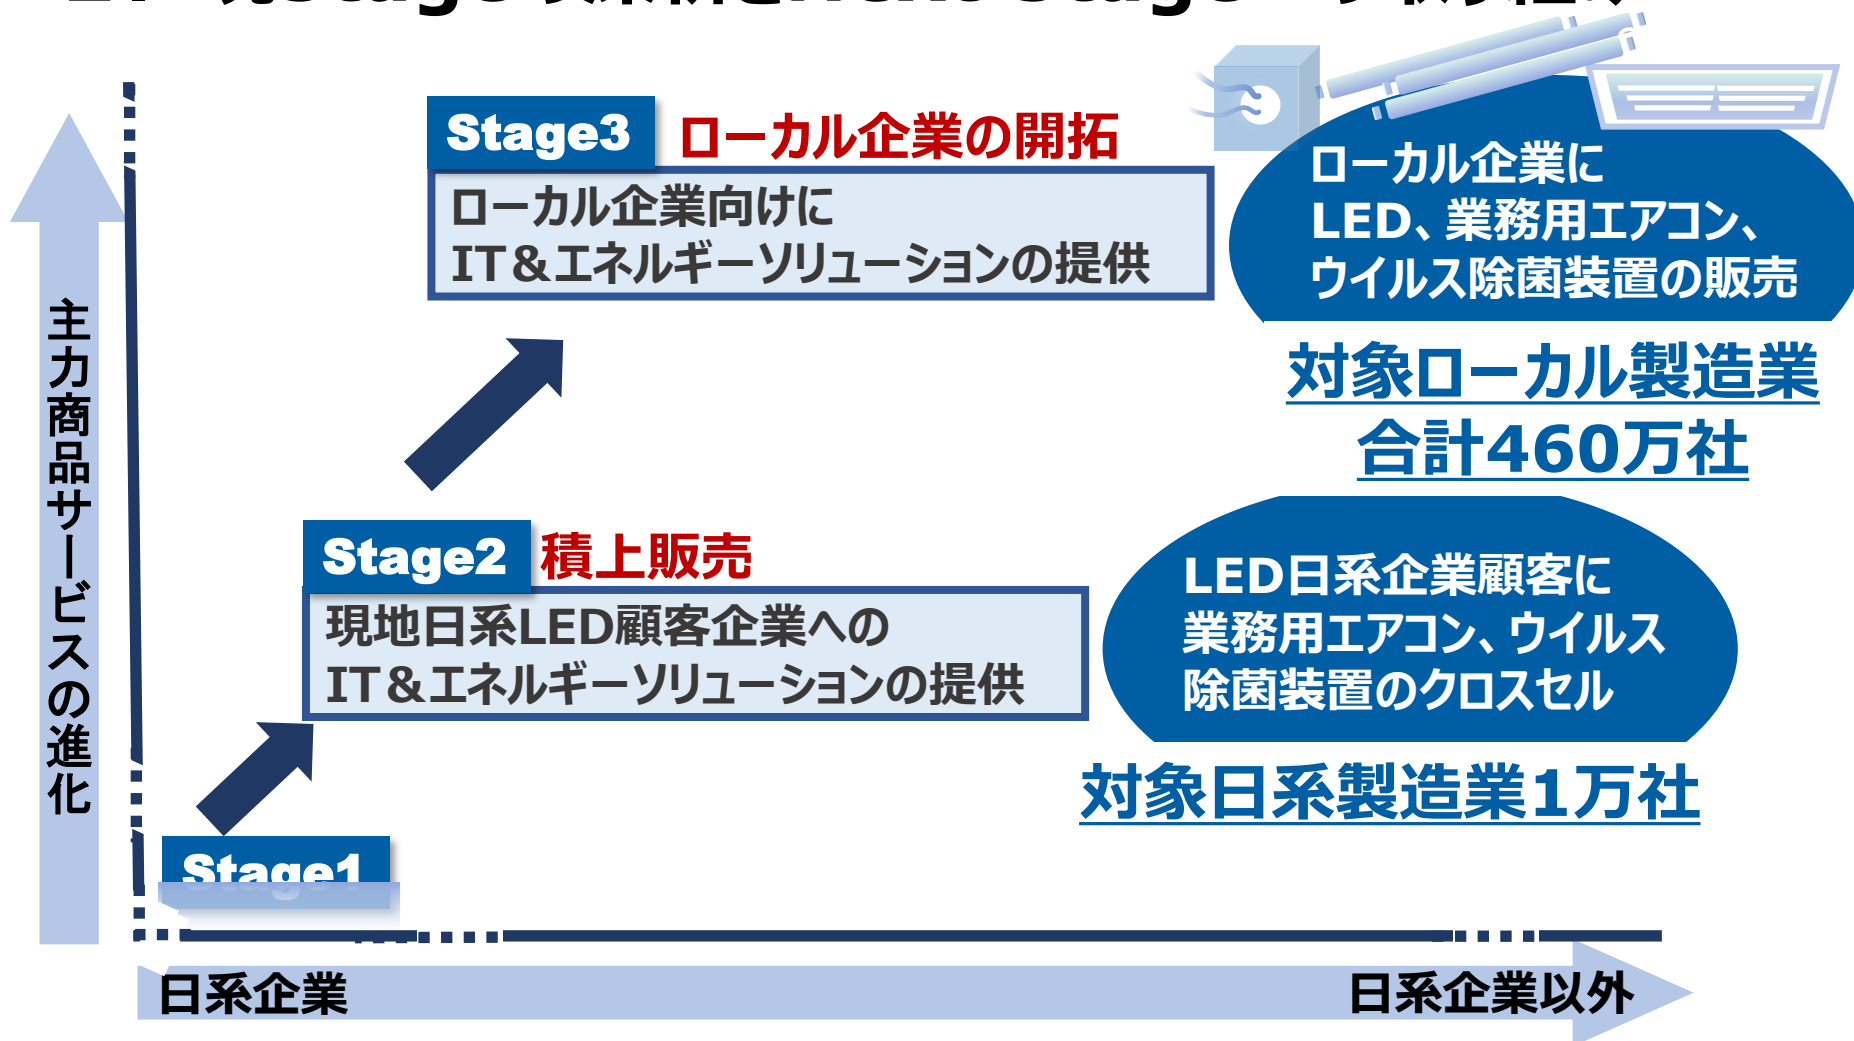 Stage3
ローカル企業の開拓
ローカル企業向けに
IT＆エネルギーソリューションの提供
ローカル企業に
LED、業務用エアコン、
ウイルス除菌装置の販売
対象ローカル製造業
合計460万社
主力商品サービスの進化
Stage2
積上販売
現地日系LED顧客企業への
IT＆エネルギーソリューションの提供
LED日系企業顧客に
業務用エアコン、ウイルス
除菌装置のクロスセル
対象日系製造業1万社
Stage1
日系企業
日系企業以外